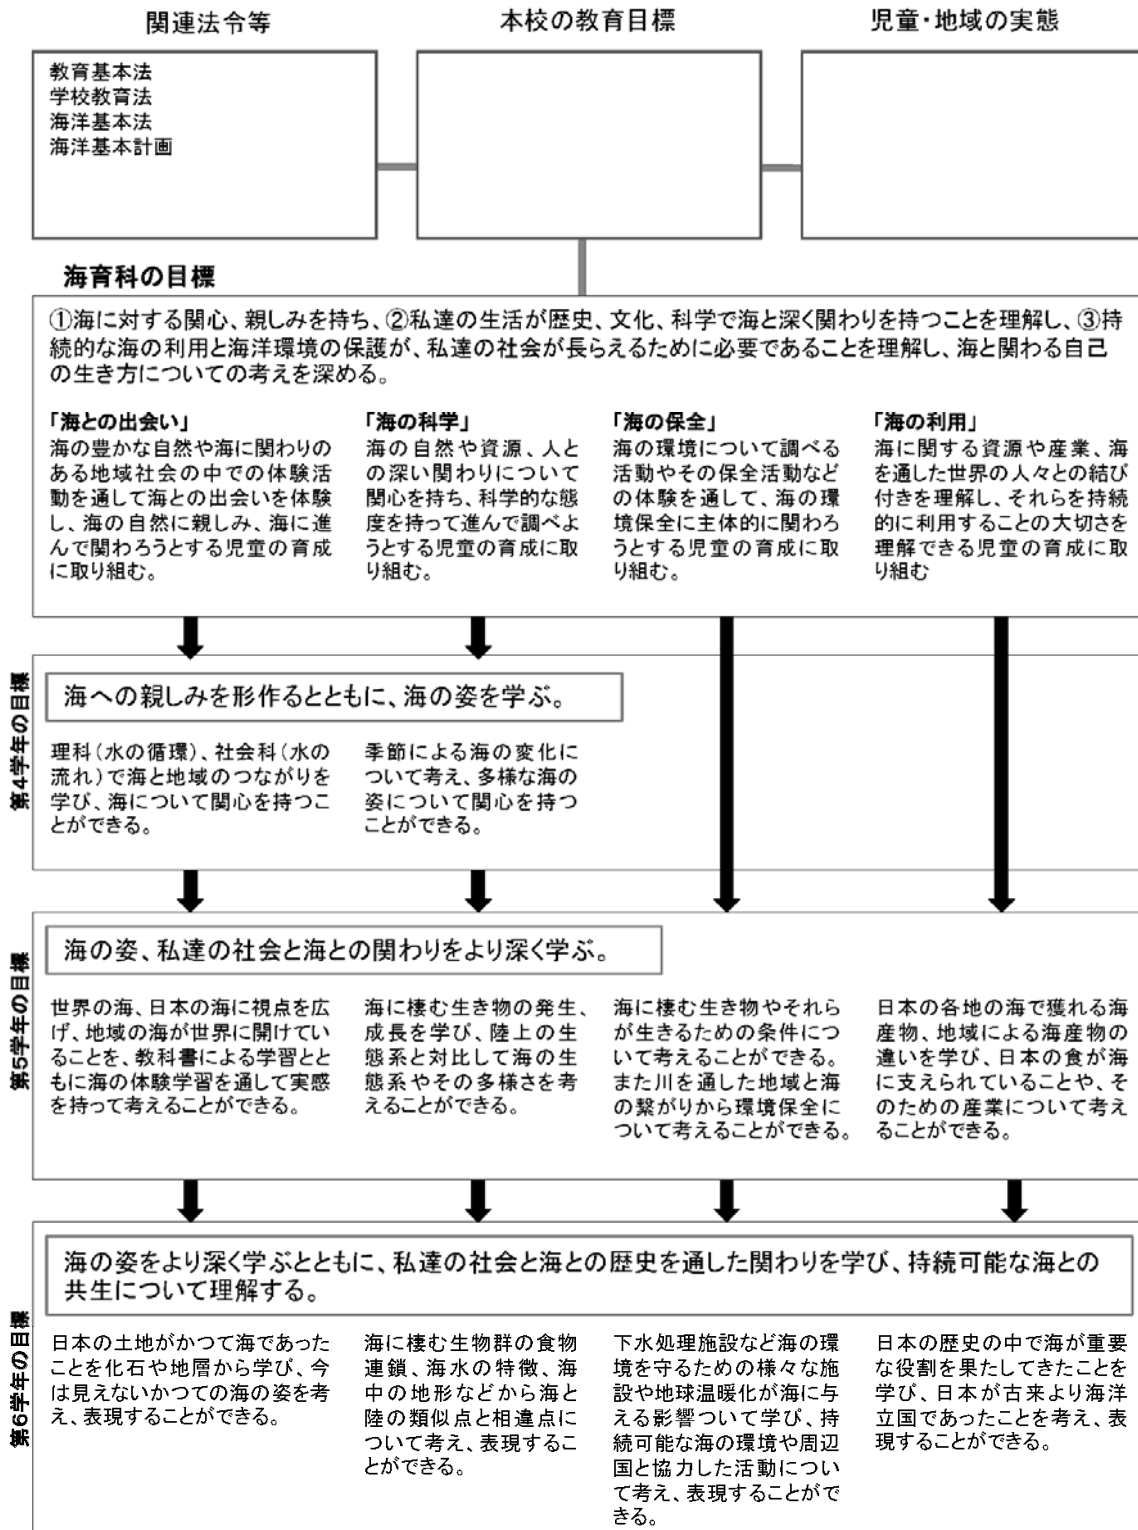 関連法令等
本校の教育目標
児童・地域の実態
教育基本法
学校教育法
海洋基本法
海洋基本計画
海育科の目標
①海に対する関心、親しみを持ち、②私達の生活が歴史、文化、科学で海と深く関わりを持つことを理解し、③持
続的な海の利用と海洋環境の保護が、私達の社会が長らえるために必要であることを理解し、海と関わる自己
の生き方についての考えを深める。
「海との出会い」
海の豊かな自然や海に関わりの
ある地域社会の中での体験活
動を通して海との出会いを体験
し、海の自然に親しみ、海に進
んで関わろうとする児童の育成
に取り組む。
「海の科学」
海の自然や資源、人と
の深い関わりについて
関心を持ち、科学的な態
度を持って進んで調べよ
うとする児童の育成に取
り組む。
「海の保全」
海の環境について調べる
活動やその保全活動など
の体験を通して、海の環
境保全に主体的に関わろ
うとする児童の育成に取
り組む。
「海の利用」
海に関する資源や産業、海
を通した世界の人々との結び
付きを理解し、それらを持続
的に利用することの大切さを
理解できる児童の育成に取
り組む
第4学年の目標
海への親しみを形作るとともに、海の姿を学ぶ。
理科（水の循環）、社会科（水の
流れ）で海と地域のつながりを
学び、海について関心を持つこ
とができる。
季節による海の変化に
ついて考え、多様な海の
姿について関心を持つ
ことができる。
第5学年の目標
海の姿、私達の社会と海との関わりをより深く学ぶ。
世界の海、日本の海に視点を広
げ、地域の海が世界に開けてい
ることを、教科書による学習とと
もに海の体験学習を通して実感
を持って考えることができる。
海に棲む生き物の発生、
成長を学び、陸上の生
態系と対比して海の生
態系やその多様さを考
えることができる。
海に棲む生き物やそれら
が生きるための条件につ
いて考えることができる。
また川を通した地域と海
の繋がりから環境保全に
ついて考えることができる。
日本の各地の海で獲れる海
産物、地域による海産物の
違いを学び、日本の食が海
に支えられていることや、そ
のための産業について考え
ることができる。
第6学年の目標
海の姿をより深く学ぶとともに、私達の社会と海との歴史を通した関わりを学び、持続可能な海との
共生について理解する。
日本の土地がかつて海であった
ことを化石や地層から学び、今
は見えないかつての海の姿を考
え、表現することができる。
海に棲む生物群の食物
連鎖、海水の特徴、海
中の地形などから海と
陸の類似点と相違点に
ついて考え、表現するこ
とができる。
下水処理施設など海の環
境を守るための様々な施
設や地球温暖化が海に与
える影響ついて学び、持
続可能な海の環境や周辺
国と協力した活動につい
て考え、表現することがで
きる。
日本の歴史の中で海が重要
な役割を果たしてきたことを
学び、日本が古来より海洋
立国であったことを考え、表
現することができる。